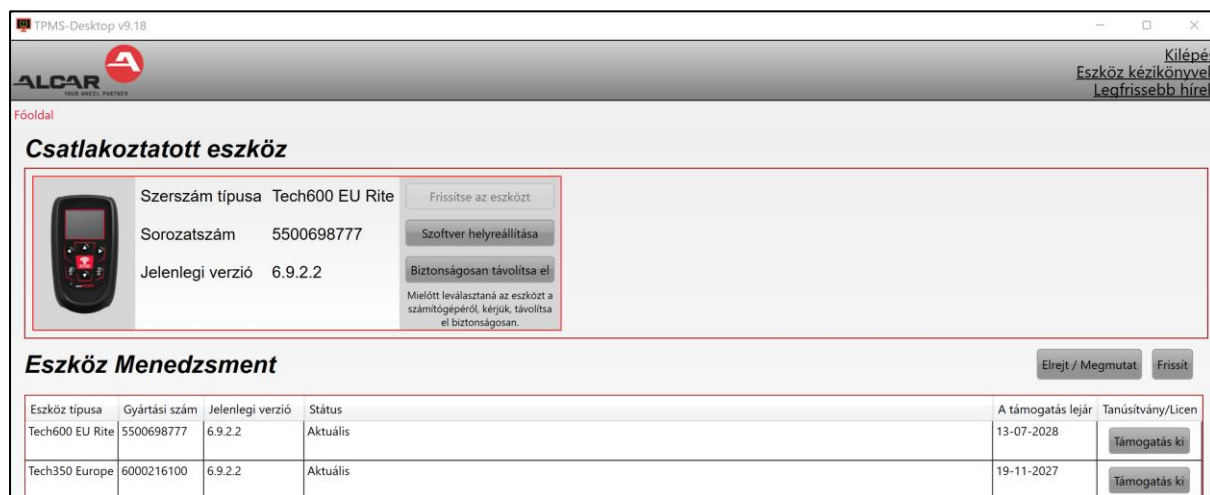 TPMS-Desktop v9.18
ALCAR
YOUR WHEEL PARTNER
Kilépés
Eszköz kézikönyvek
Legfrissebb hírek
Főoldal
Csatlakoztatott eszköz
Szerszám típusa Tech600 EU Rite
Frissítse az eszközt
Sorozatszám 5500698777
Szoftver helyreállítása
Jelenlegi verzió 6.9.2.2
Biztonságosan távolítsa el
Mielőtt leválasztaná az eszközt a
számítógépéről, kérjük, távolítsa
el biztonságosan.
Eszköz Menedzsment
Elrejt / Megmutat Frissít
Eszköz típusa Gyártási szám Jelenlegi verzió Státus A támogatás lejár Tanúsítvány/Licen
Tech600 EU Rite 5500698777 6.9.2.2 Aktuális 13-07-2028 Támogatás ki
Tech350 Europe 6000216100 6.9.2.2 Aktuális 19-11-2027 Támogatás ki